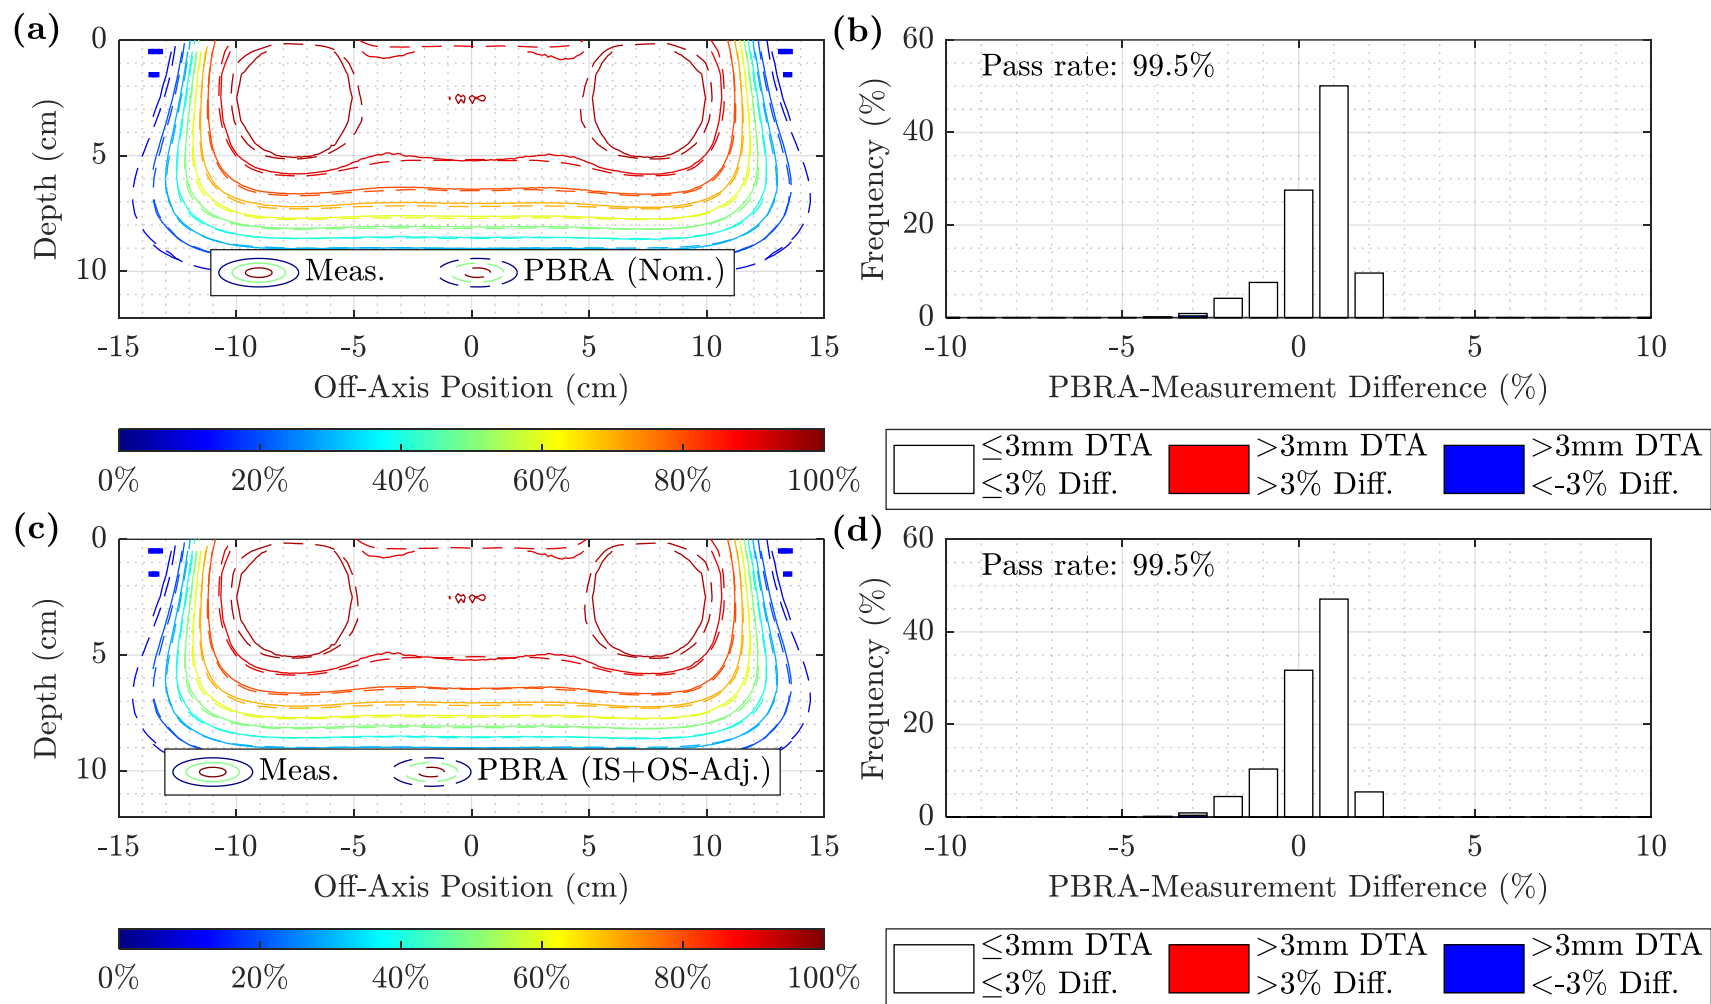 (a)
0
5
10
Depth (cm)
Meas.
PBRA (Nom.)
-15 -10 -5 0 5 10 15
Off-Axis Position (cm)
0% 20% 40% 60% 80% 100%
(b)
60
40
20
0
Frequency (%)
Pass rate: 99.5%
-10 -5 0 5 10
PBRA-Measurement Difference (%)
≤3mm DTA >3mm DTA >3mm DTA
≤3% Diff. >3% Diff. <-3% Diff.
(c)
0
5
10
Depth (cm)
Meas.
PBRA (IS+OS-Adj.)
-15 -10 -5 0 5 10 15
Off-Axis Position (cm)
0% 20% 40% 60% 80% 100%
(d)
60
40
20
0
Frequency (%)
Pass rate: 99.5%
-10 -5 0 5 10
PBRA-Measurement Difference (%)
≤3mm DTA >3mm DTA >3mm DTA
≤3% Diff. >3% Diff. <-3% Diff.